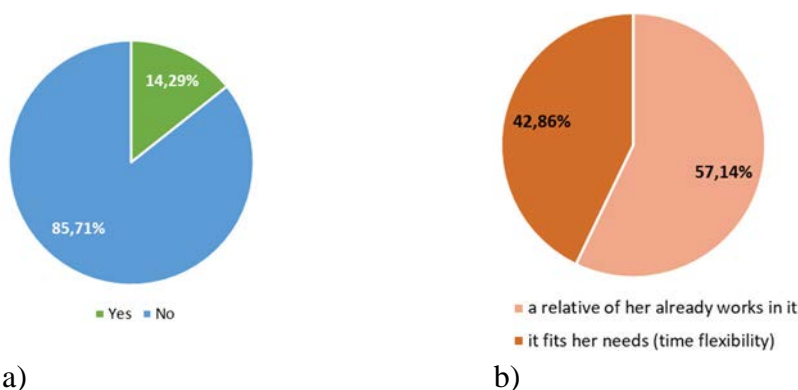 14,29%
85,71%
Yes No
a)
42,86%
57,14%
a relative of her already works in it
it fits her needs (time flexibility)
b)